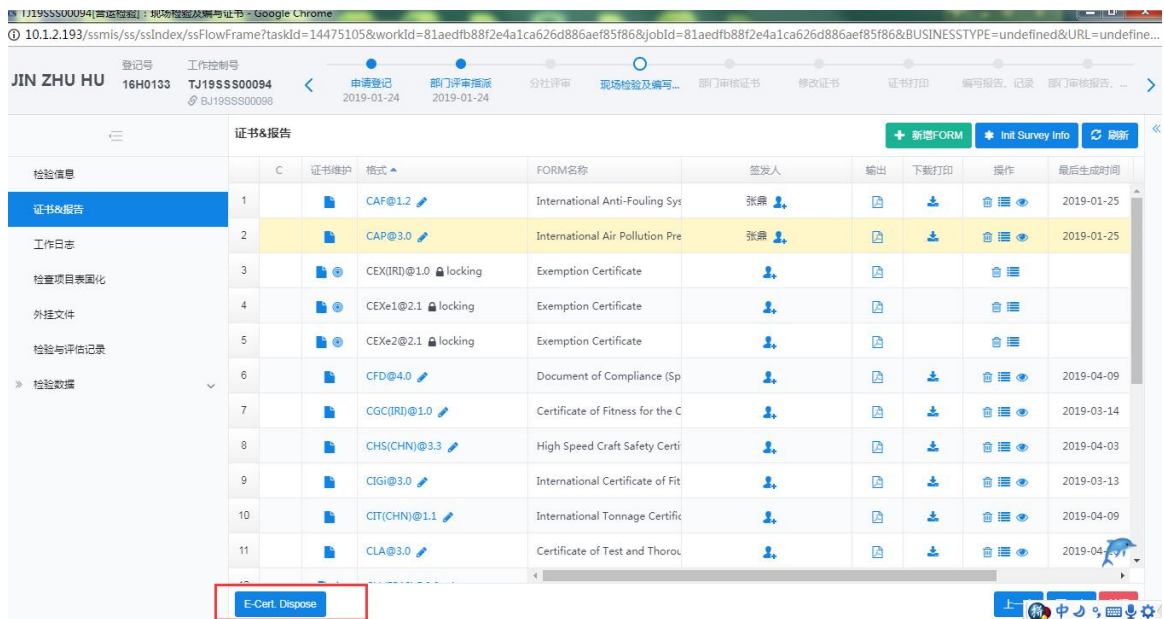 TJ19SSS00094[营运检验] : 现场检验及编写证书 - Google Chrome
10.1.2.193/ssmis/ss/ssIndex/ssFlowFrame?taskId=14475105&workId=81aedfb88f2e4a1ca626d886aef85f86&jobId=81aedfb88f2e4a1ca626d886aef85f86&BUSINESSTYPE=undefined&URL=undefine...
JIN ZHU HU
登记号
16H0133
工作控制号
TJ19SSS00094
BJ19SSS00098
申请登记
2019-01-24
部门评审指派
2019-01-24
分社评审
现场检验及编写...
部门审核证书
修改证书
证书打印
编写报告、记录
部门审核报告、...
检验信息
证书&报告
工作日志
检查项目表固化
外挂文件
检验与评估记录
检验数据
证书&报告
新增FORM
Init Survey Info
刷新
C 证书维护 格式 FORM名称 签发人 输出 下载打印 操作 最后生成时间
1 CAF@1.2 International Anti-Fouling Sys 张鼎 2019-01-25
2 CAP@3.0 International Air Pollution Pre 张鼎 2019-01-25
3 CEX(IRI)@1.0 locking Exemption Certificate
4 CEXe1@2.1 locking Exemption Certificate
5 CEXe2@2.1 locking Exemption Certificate
6 CFD@4.0 Document of Compliance (Sp 2019-04-09
7 CGC(IRI)@1.0 Certificate of Fitness for the C 2019-03-14
8 CHS(CHN)@3.3 High Speed Craft Safety Certi 2019-04-03
9 CIGi@3.0 International Certificate of Fit 2019-03-13
10 CIT(CHN)@1.1 International Tonnage Certific 2019-04-09
11 CLA@3.0 Certificate of Test and Thorou 2019-04-
E-Cert. Dispose
上一
中